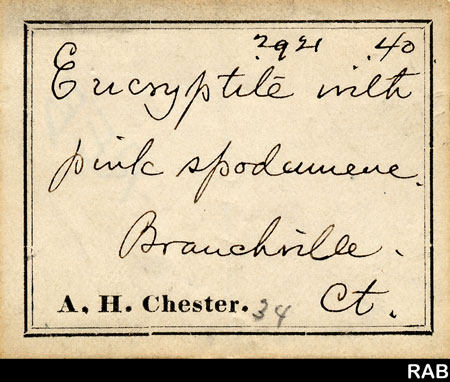 2921 .40
Eucryptite with
pink spodumene.
Branchville.
A. H. Chester. 34 Ct.
RAB